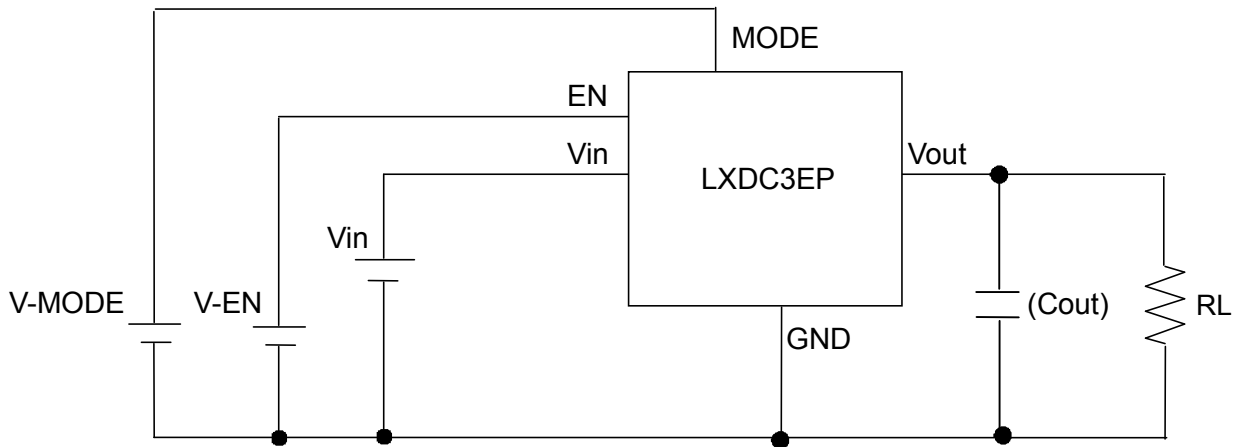 MODE
EN
Vin
Vout
LXDC3EP
Vin
V-MODE
V-EN
(Cout)
RL
GND